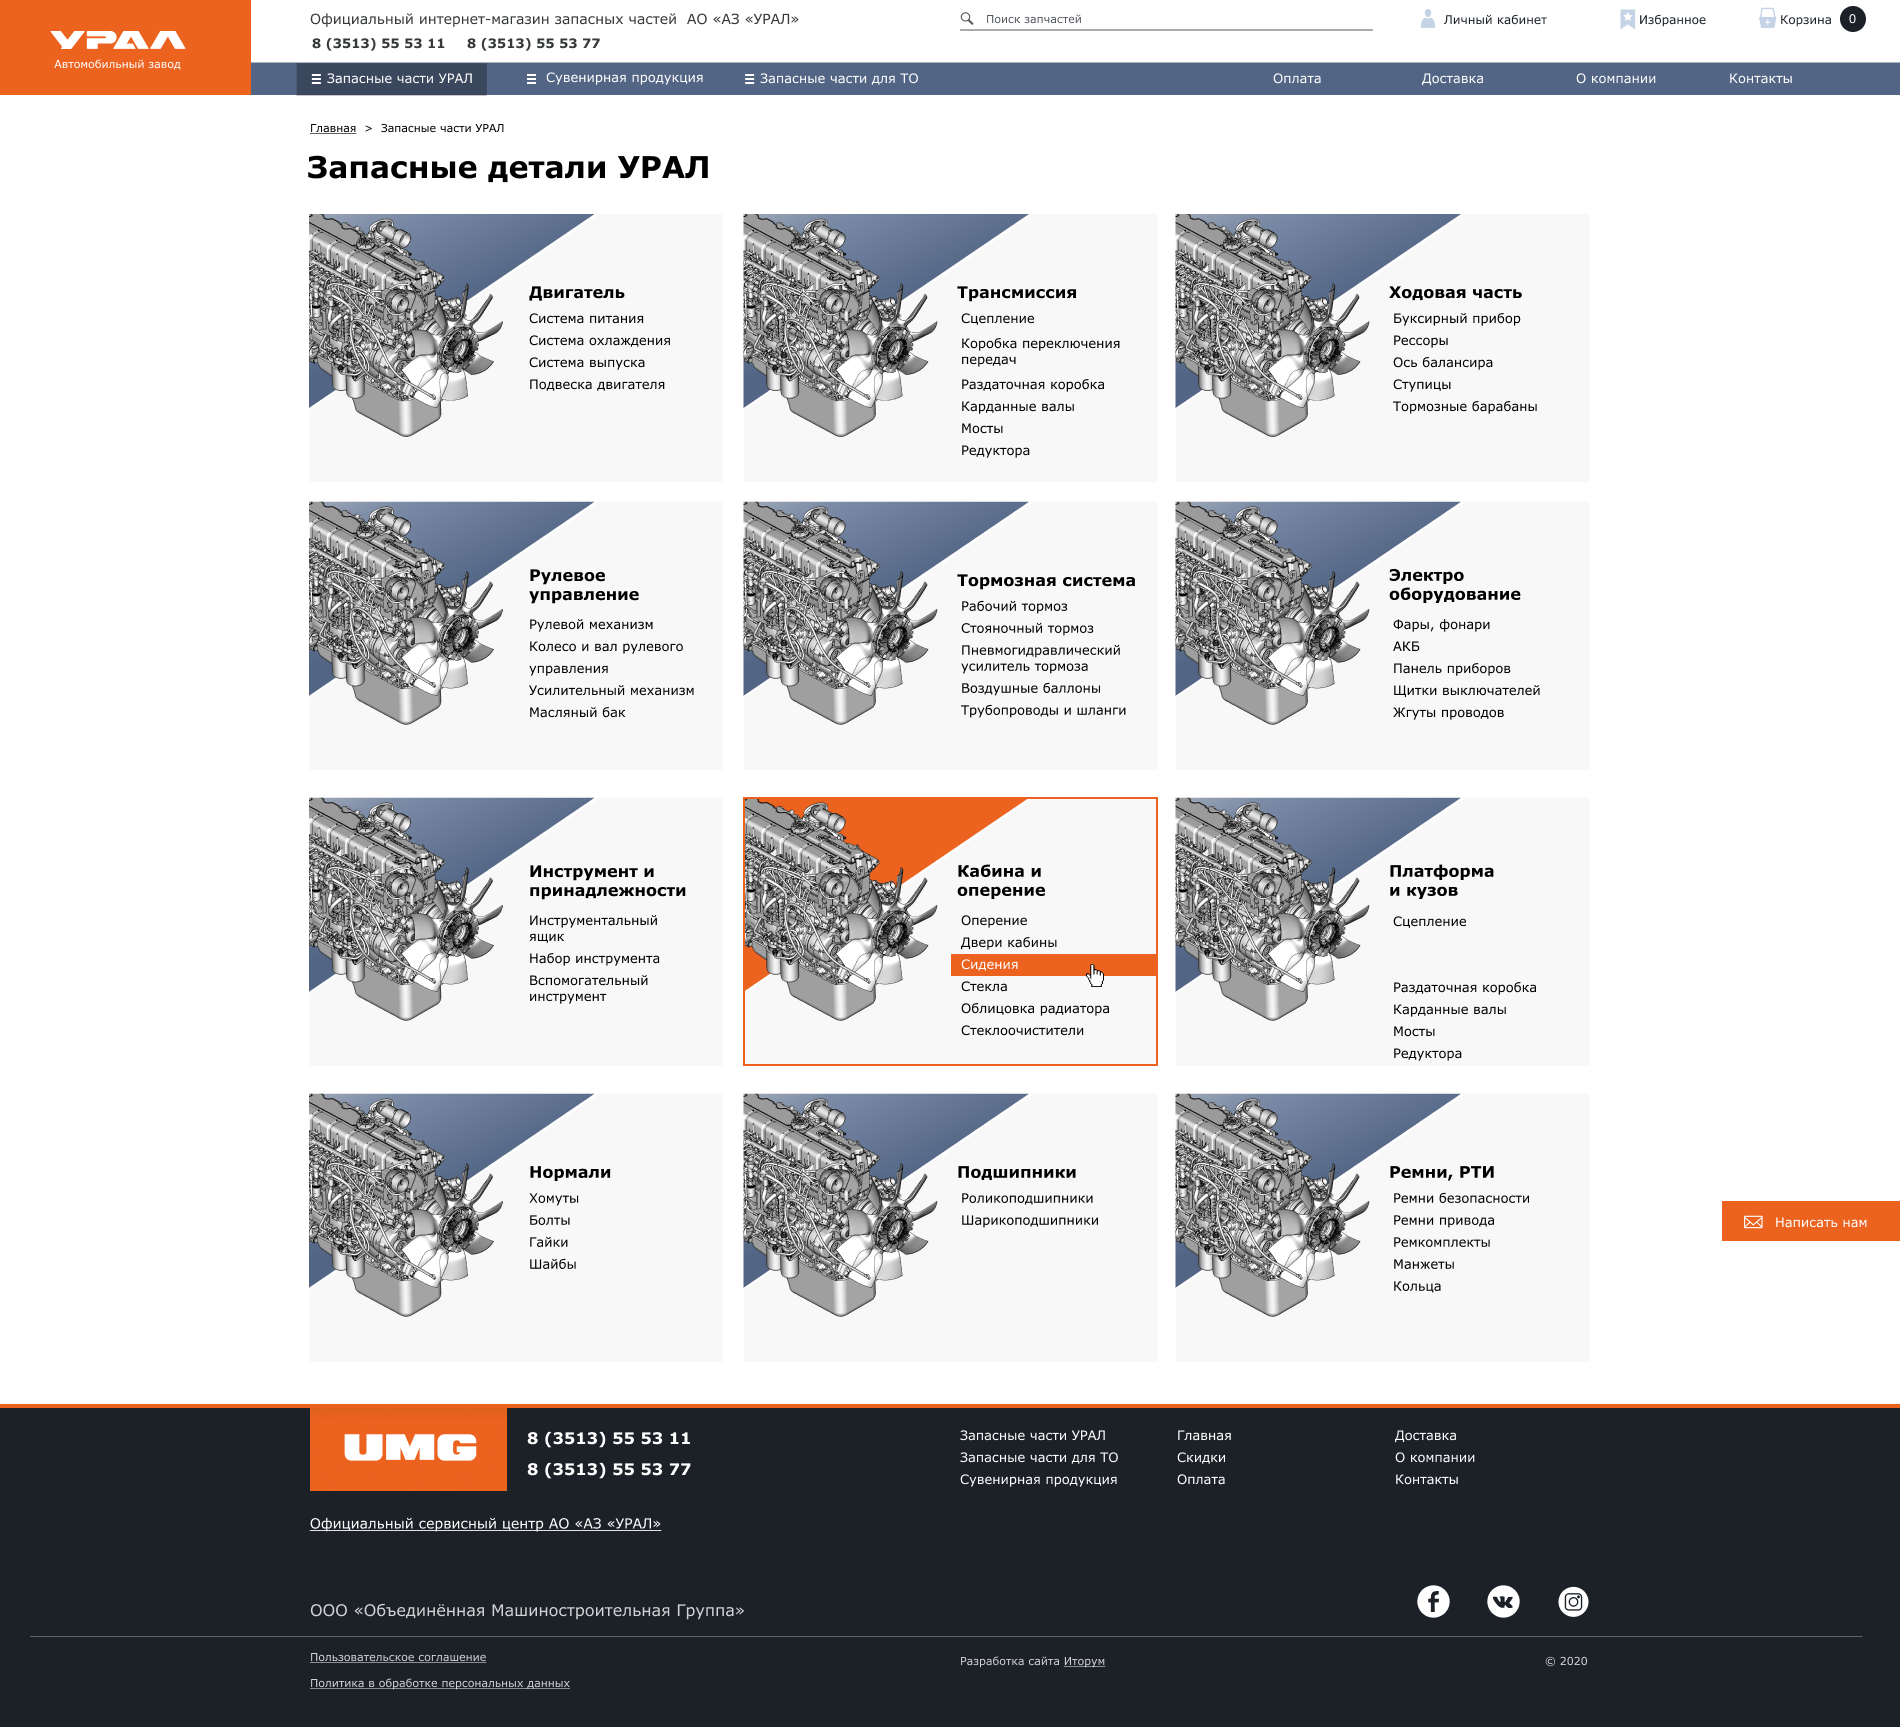 УРАЛ
Автомобильный завод
Официальный интернет-магазин запасных частей АО «АЗ «УРАЛ»
8 (3513) 55 53 11 8 (3513) 55 53 77
Поиск запчастей
Личный кабинет
Избранное
Корзина 0
Запасные части УРАЛ
Сувенирная продукция
Запасные части для ТО
Оплата
Доставка
О компании
Контакты
Главная > Запасные части УРАЛ
Запасные детали УРАЛ
Двигатель
Система питания
Система охлаждения
Система выпуска
Подвеска двигателя
Трансмиссия
Сцепление
Коробка переключения
передач
Раздаточная коробка
Карданные валы
Мосты
Редуктора
Ходовая часть
Буксирный прибор
Рессоры
Ось балансира
Ступицы
Тормозные барабаны
Рулевое
управление
Рулевой механизм
Колесо и вал рулевого
управления
Усилительный механизм
Масляный бак
Тормозная система
Рабочий тормоз
Стояночный тормоз
Пневмогидравлический
усилитель тормоза
Воздушные баллоны
Трубопроводы и шланги
Электро
оборудование
Фары, фонари
АКБ
Панель приборов
Щитки выключателей
Жгуты проводов
Инструмент и
принадлежности
Инструментальный
ящик
Набор инструмента
Вспомогательный
инструмент
Кабина и
оперение
Оперение
Двери кабины
Сидения
Стекла
Облицовка радиатора
Стеклоочистители
Платформа
и кузов
Сцепление
Раздаточная коробка
Карданные валы
Мосты
Редуктора
Нормали
Хомуты
Болты
Гайки
Шайбы
Подшипники
Роликоподшипники
Шарикоподшипники
Ремни, РТИ
Ремни безопасности
Ремни привода
Ремкомплекты
Манжеты
Кольца
Написать нам
UMG
8 (3513) 55 53 11
8 (3513) 55 53 77
Официальный сервисный центр АО «АЗ «УРАЛ»
Запасные части УРАЛ
Запасные части для ТО
Сувенирная продукция
Главная
Скидки
Оплата
Доставка
О компании
Контакты
ООО «Объединённая Машиностроительная Группа»
Пользовательское соглашение
Политика в обработке персональных данных
Разработка сайта Иторум
© 2020